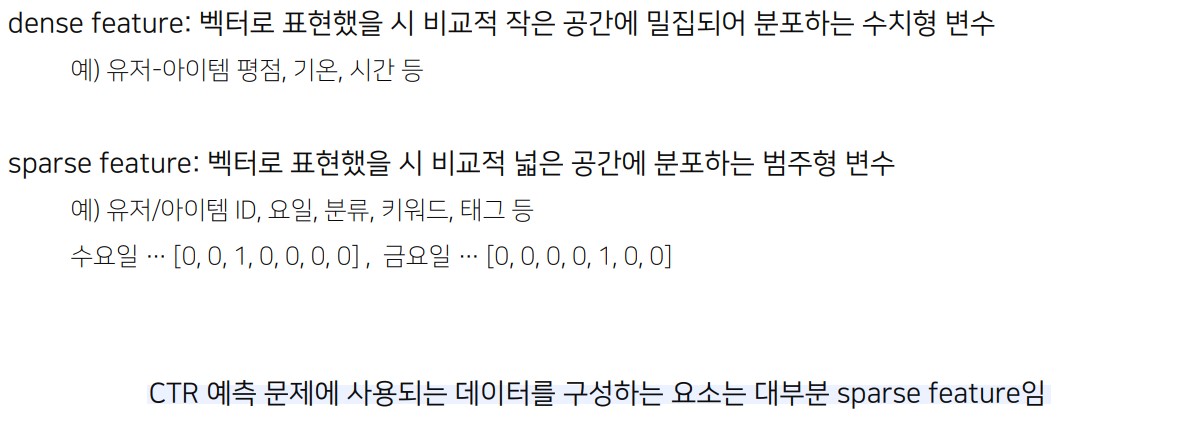 dense feature: 벡터로 표현했을 시 비교적 작은 공간에 밀집되어 분포하는 수치형 변수
예) 유저-아이템 평점, 기온, 시간 등
sparse feature: 벡터로 표현했을 시 비교적 넓은 공간에 분포하는 범주형 변수
예) 유저/아이템 ID, 요일, 분류, 키워드, 태그 등
수요일 … [0, 0, 1, 0, 0, 0, 0] , 금요일 … [0, 0, 0, 0, 1, 0, 0]
CTR 예측 문제에 사용되는 데이터를 구성하는 요소는 대부분 sparse feature임